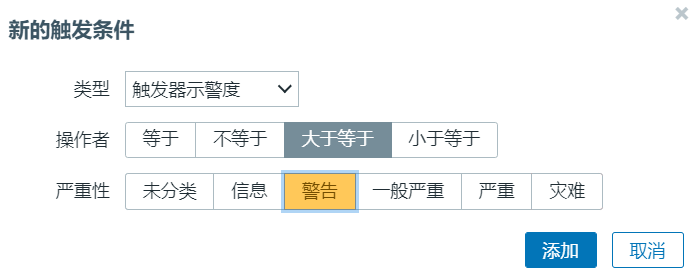 新的触发条件
类型 触发器示警度
操作者 等于 不等于 大于等于 小于等于
严重性 未分类 信息 警告 一般严重 严重 灾难
添加 取消